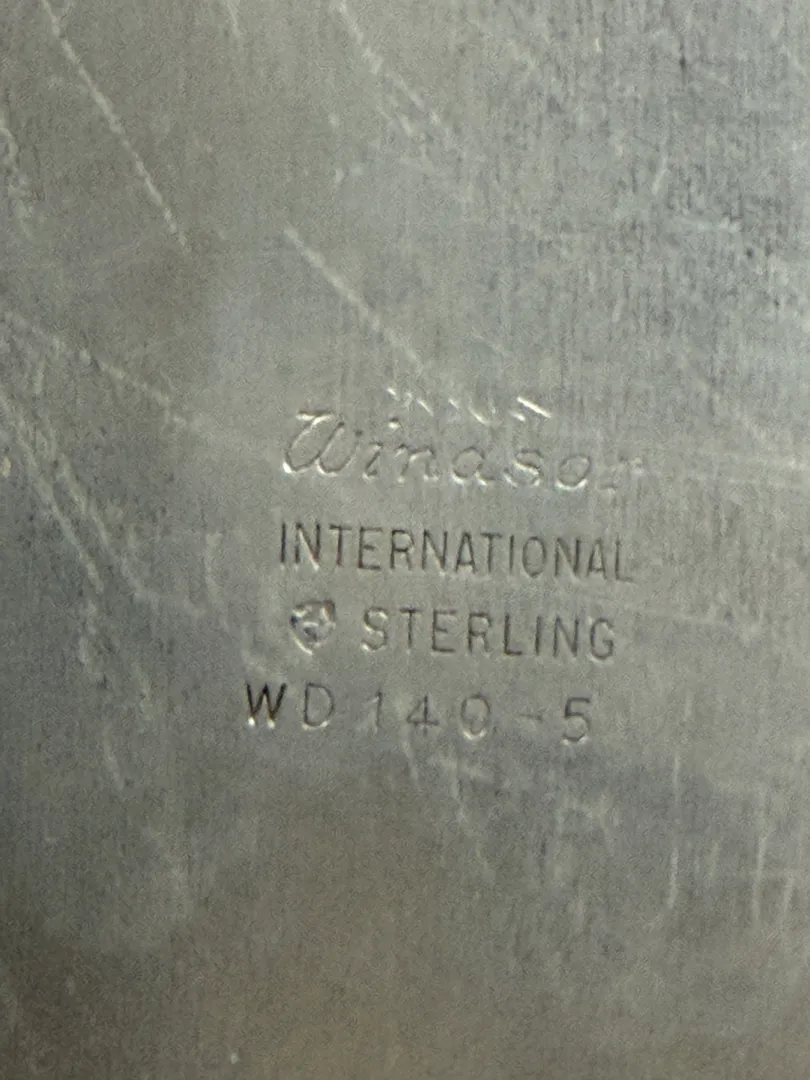 Windsor
INTERNATIONAL
STERLING
WD 140-5